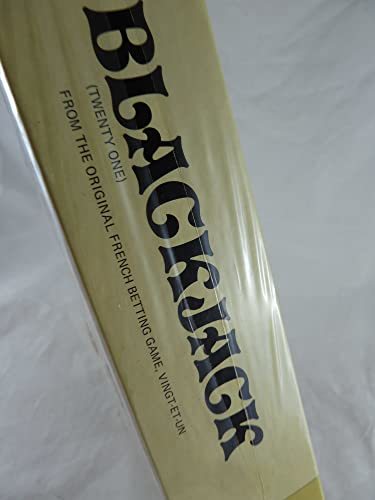 BLACKJACK
(TWENTY ONE)
FROM THE ORIGINAL FRENCH BETTING GAME, VINGT-ET-UN